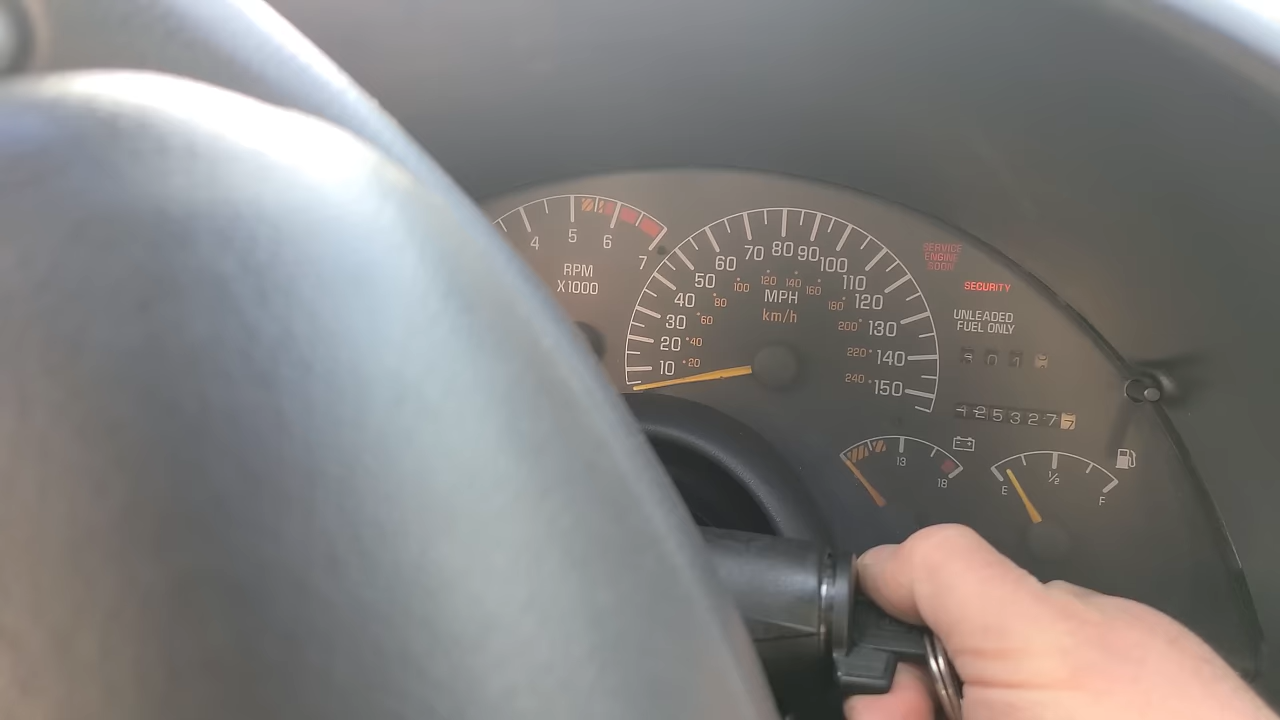 4
5
6
7
RPM
X1000
10
20
30
40
50
60
70
80
90
100
110
120
130
140
150
20
40
60
80
100
120
140
160
180
200
220
240
MPH
km/h
SERVICE
ENGINE
SOON
SECURITY
UNLEADED
FUEL ONLY
125327
13
18
E
1/2
F